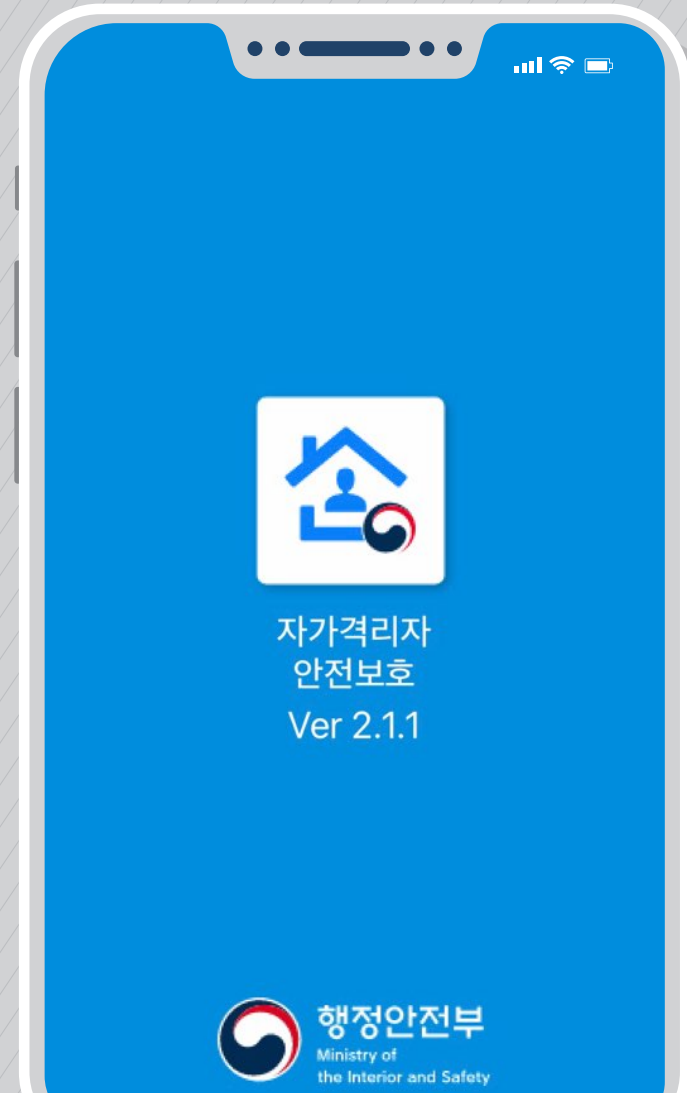 자가격리자
안전보호
Ver 2.1.1
행정안전부
Ministry of
the Interior and Safety